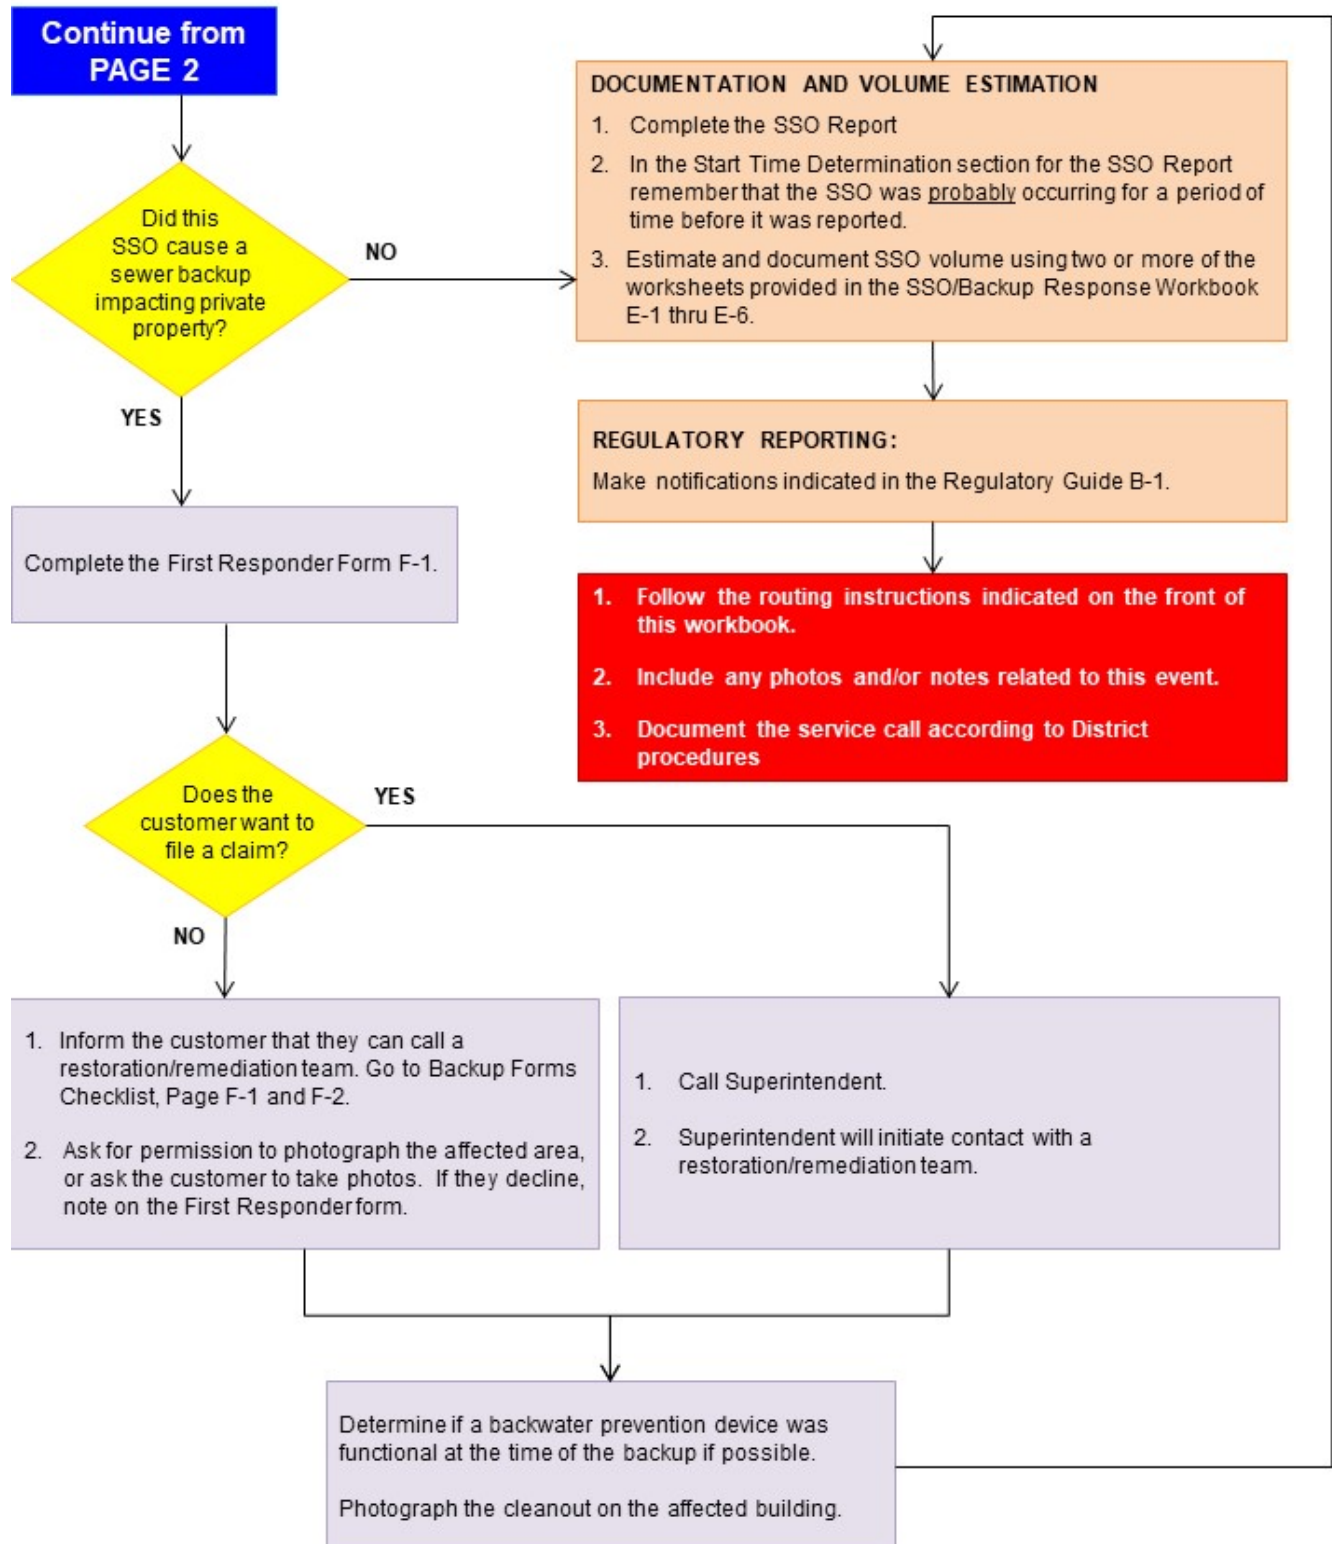 Continue from
PAGE 2
Did this
SSO cause a
sewer backup
impacting private
property?
NO
YES
DOCUMENTATION AND VOLUME ESTIMATION
1. Complete the SSO Report
2. In the Start Time Determination section for the SSO Report
remember that the SSO was probably occurring for a period of
time before it was reported.
3. Estimate and document SSO volume using two or more of the
worksheets provided in the SSO/Backup Response Workbook
E-1 thru E-6.
REGULATORY REPORTING:
Make notifications indicated in the Regulatory Guide B-1.
1. Follow the routing instructions indicated on the front of
this workbook.
2. Include any photos and/or notes related to this event.
3. Document the service call according to District
procedures
Complete the First Responder Form F-1.
Does the
customer want to
file a claim?
YES
NO
1. Inform the customer that they can call a
restoration/remediation team. Go to Backup Forms
Checklist, Page F-1 and F-2.
2. Ask for permission to photograph the affected area,
or ask the customer to take photos. If they decline,
note on the First Responder form.
1. Call Superintendent.
2. Superintendent will initiate contact with a
restoration/remediation team.
Determine if a backwater prevention device was
functional at the time of the backup if possible.
Photograph the cleanout on the affected building.